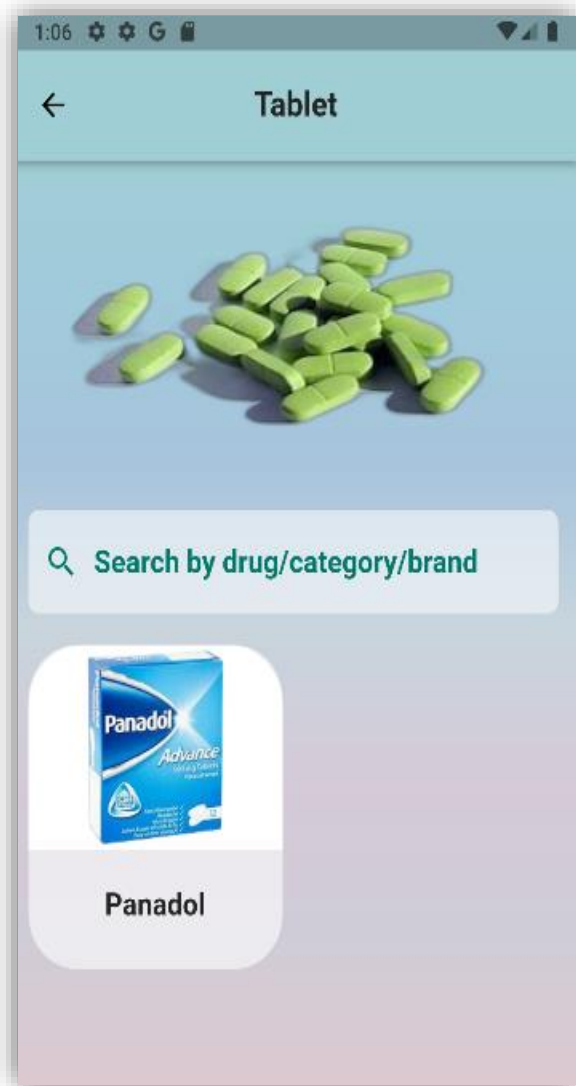 1:06
Tablet
Search by drug/category/brand
Panadol
Advance
Panadol